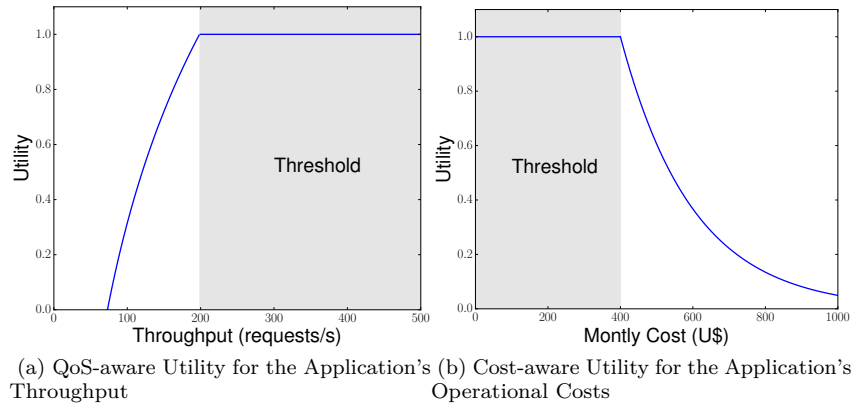 1.0
0.8
0.6
0.4
0.2
0.0
Utility
Threshold
0 100 200 300 400 500
Throughput (requests/s)
1.0
0.8
0.6
0.4
0.2
0.0
Utility
Threshold
0 200 400 600 800 1000
Montly Cost (U$)
(a) QoS-aware Utility for the Application's
Throughput
(b) Cost-aware Utility for the Application's
Operational Costs